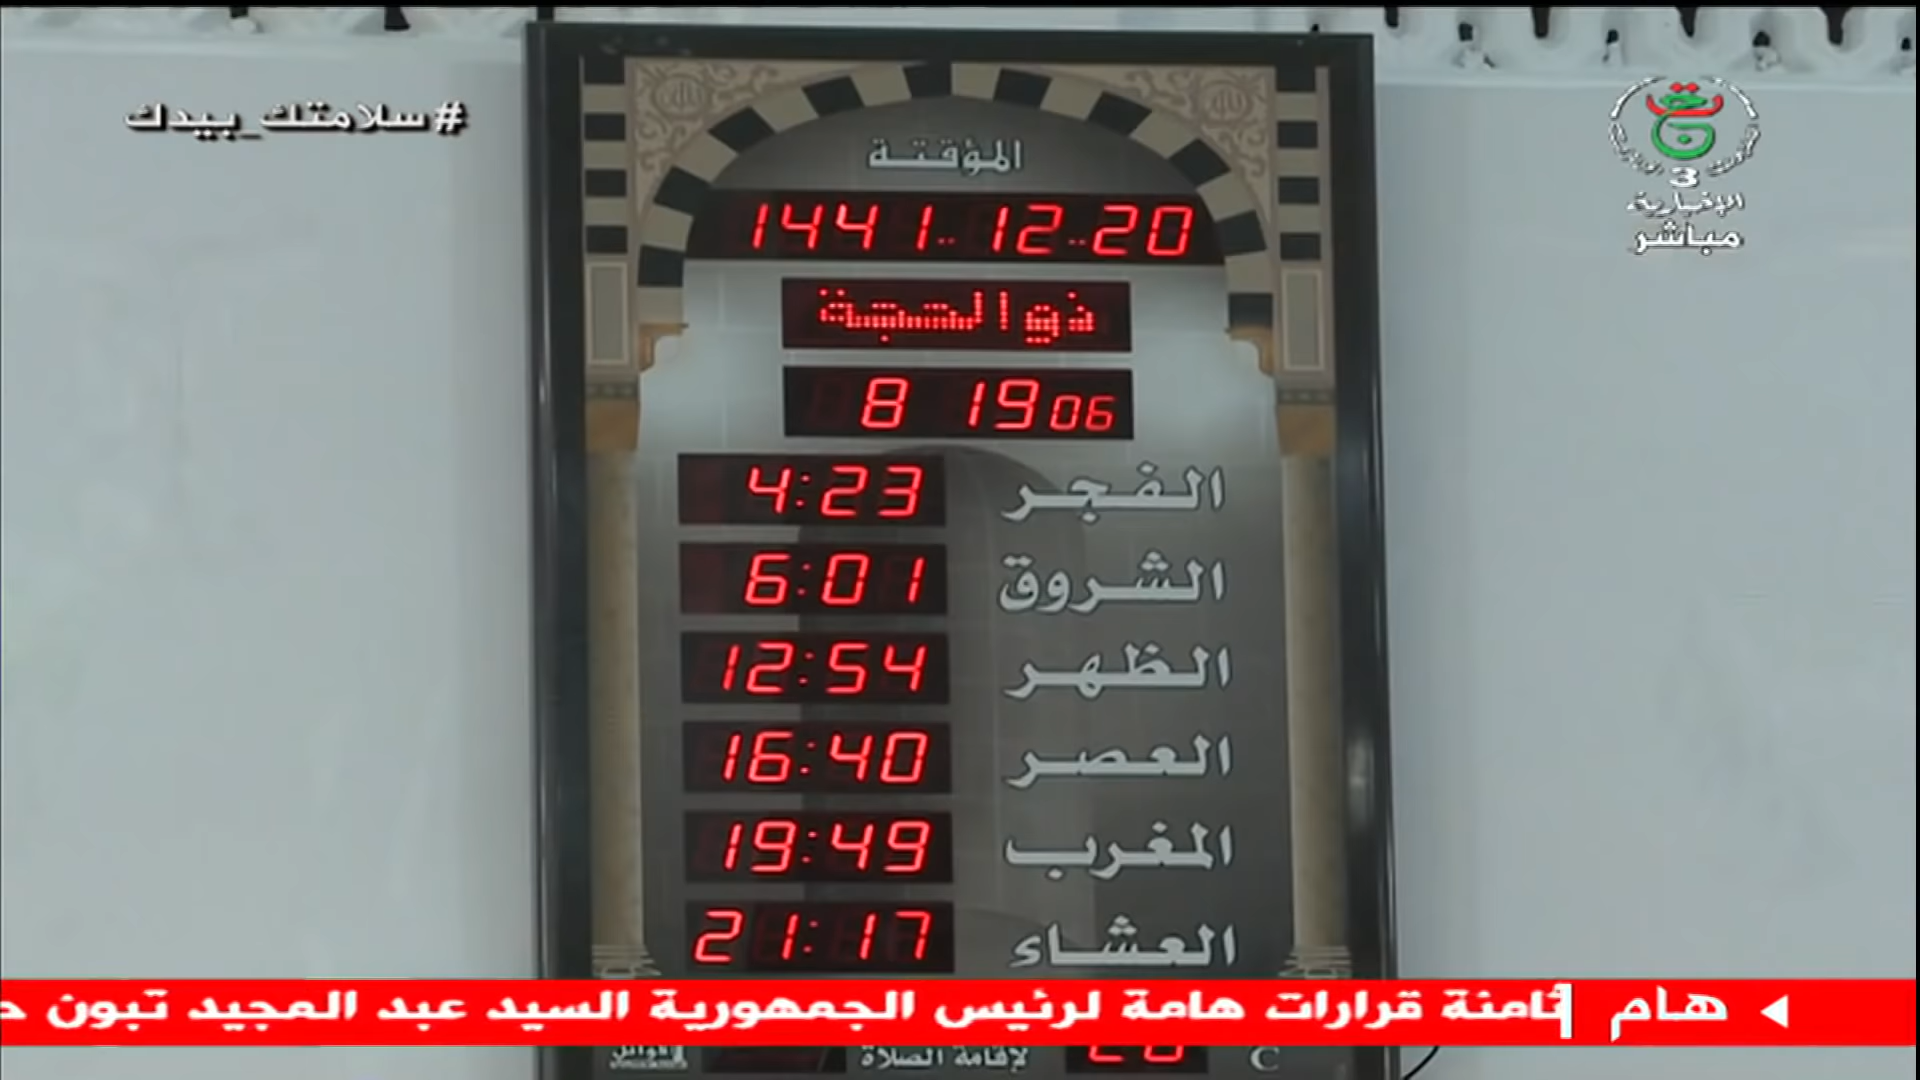 #سلامتك_بيدك
3
الإخبارية
مباشر
المؤقتة
1441..12..20
ذو الحجة
8 19 06
4:23 الفجر
6:01 الشروق
12:54 الظهر
16:40 العصر
19:49 المغرب
21:17 العشاء
هام
ثامنة قرارات هامة لرئيس الجمهورية السيد عبد المجيد تبون
لإقامة الصلاة
C